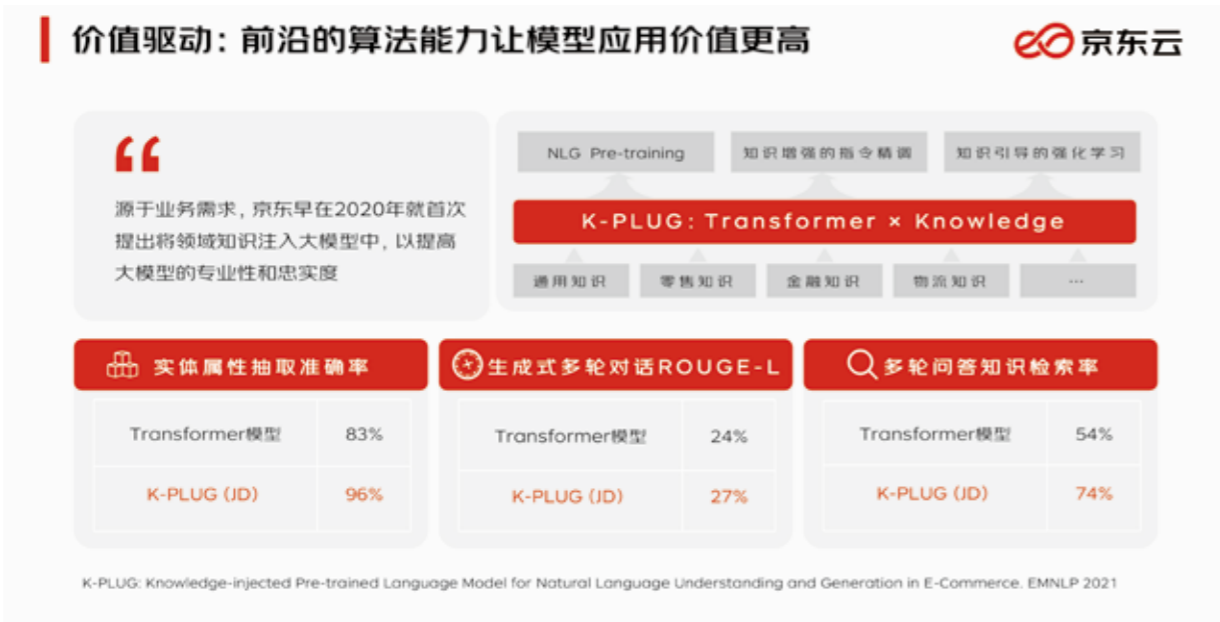 价值驱动：前沿的算法能力让模型应用价值更高
京东云
源于业务需求，京东早在2020年就首次
提出将领域知识注入大模型中，以提高
大模型的专业性和忠实度
NLG Pre-training
知识增强的指令精调
知识引导的强化学习
K-PLUG: Transformer × Knowledge
通用知识
零售知识
金融知识
物流知识
...
实体属性抽取准确率
Transformer模型 83%
K-PLUG (JD) 96%
生成式多轮对话ROUGE-L
Transformer模型 24%
K-PLUG (JD) 27%
多轮问答知识检索率
Transformer模型 54%
K-PLUG (JD) 74%
K-PLUG: Knowledge-injected Pre-trained Language Model for Natural Language Understanding and Generation in E-Commerce. EMNLP 2021